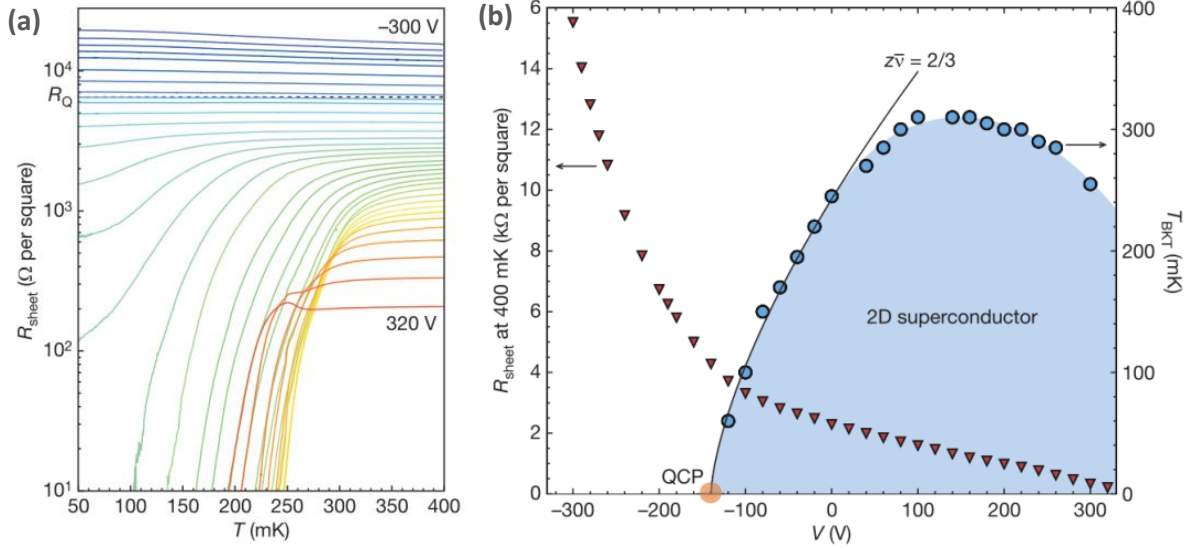 (a)
−300 V
10⁴
R_Q
10³
10²
10¹
R_sheet (Ω per square)
320 V
50 100 150 200 250 300 350 400
T (mK)
(b)
6
14
12
10
8
6
4
2
0
R_sheet at 400 mK (kΩ per square)
zν̅ = 2/3
2D superconductor
QCP
400
300
200
100
0
T_BKT (mK)
−300 −200 −100 0 100 200 300
V (V)